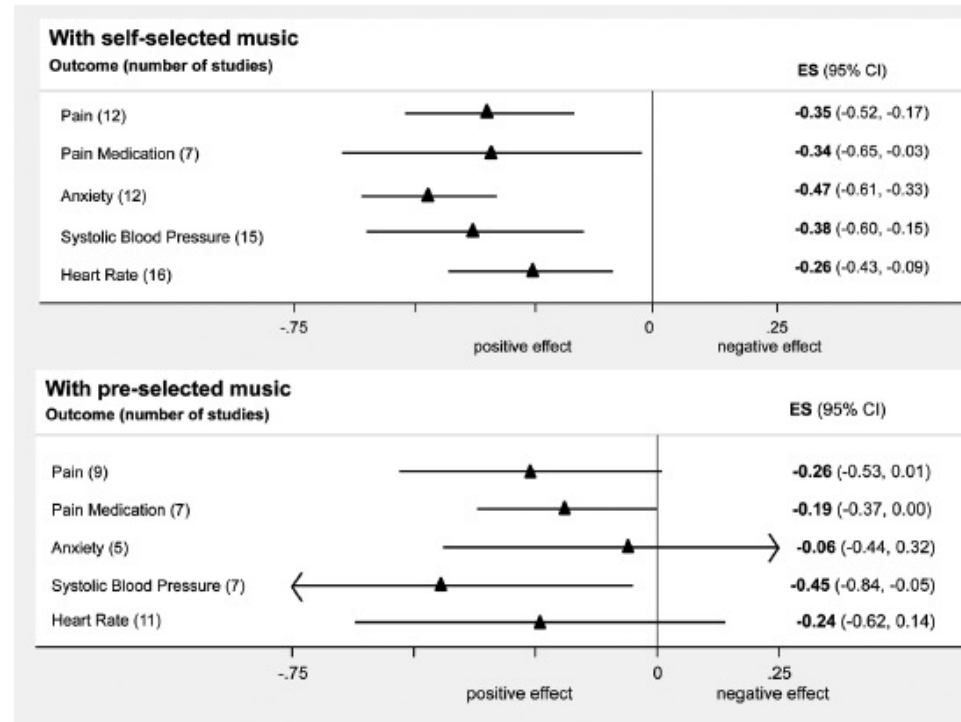 With self-selected music
Outcome (number of studies)
ES (95% CI)
Pain (12)
-0.35 (-0.52, -0.17)
Pain Medication (7)
-0.34 (-0.65, -0.03)
Anxiety (12)
-0.47 (-0.61, -0.33)
Systolic Blood Pressure (15)
-0.38 (-0.60, -0.15)
Heart Rate (16)
-0.26 (-0.43, -0.09)
-.75 0 .25
positive effect negative effect
With pre-selected music
Outcome (number of studies)
ES (95% CI)
Pain (9)
-0.26 (-0.53, 0.01)
Pain Medication (7)
-0.19 (-0.37, 0.00)
Anxiety (5)
-0.06 (-0.44, 0.32)
Systolic Blood Pressure (7)
-0.45 (-0.84, -0.05)
Heart Rate (11)
-0.24 (-0.62, 0.14)
-.75 0 .25
positive effect negative effect